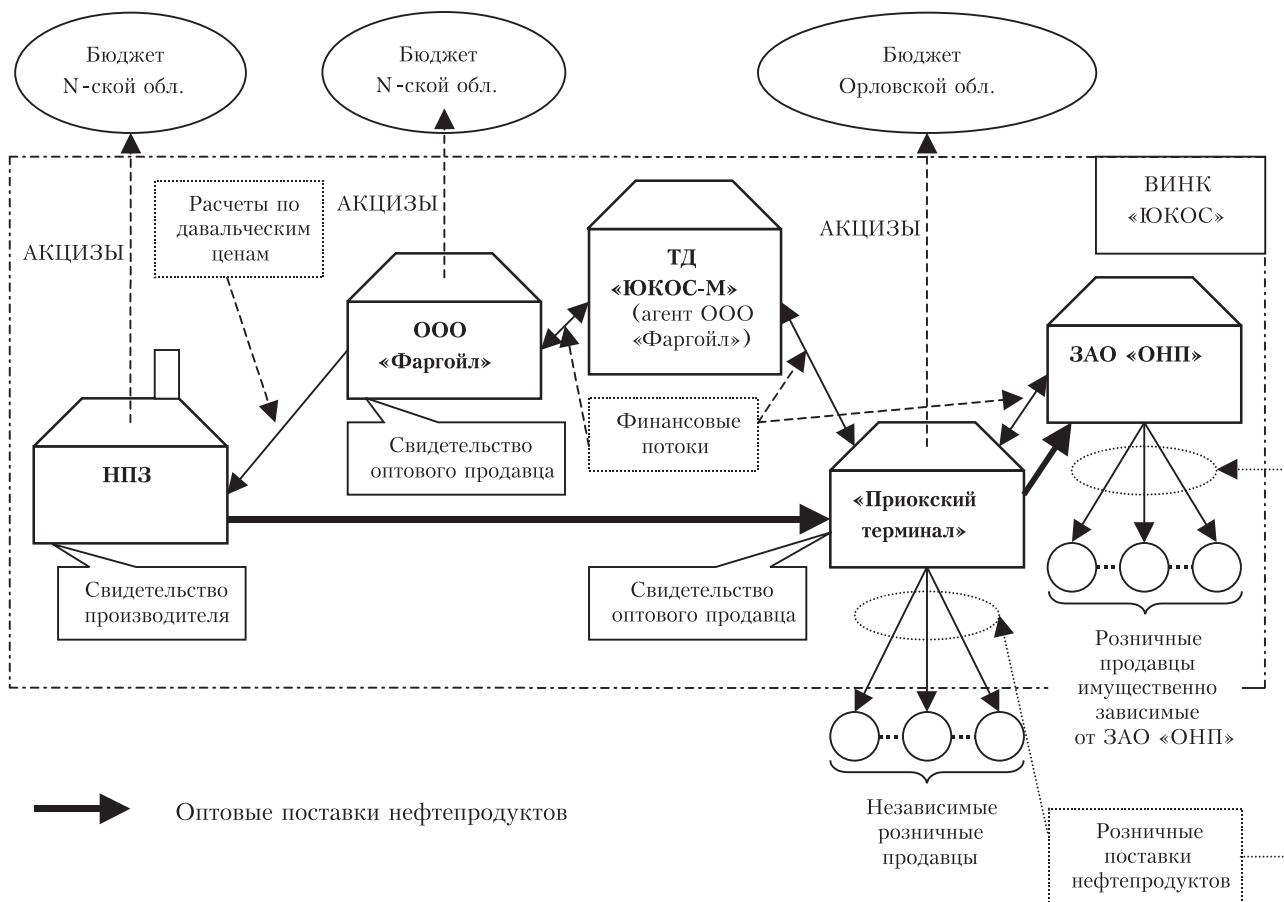 Бюджет
N-ской обл.
Бюджет
N-ской обл.
Бюджет
Орловской обл.
ВИНК
«ЮКОС»
Расчеты по
давальческим
ценам
АКЦИЗЫ
АКЦИЗЫ
АКЦИЗЫ
ТД
«ЮКОС-М»
(агент ООО
«Фаргойл»)
ООО
«Фаргойл»
ЗАО «ОНП»
Финансовые
потоки
Свидетельство
оптового продавца
НПЗ
«Приокский
терминал»
Свидетельство
производителя
Свидетельство
оптового продавца
Розничные
продавцы
имущественно
зависимые
от ЗАО «ОНП»
Оптовые поставки нефтепродуктов
Независимые
розничные
продавцы
Розничные
поставки
нефтепродуктов